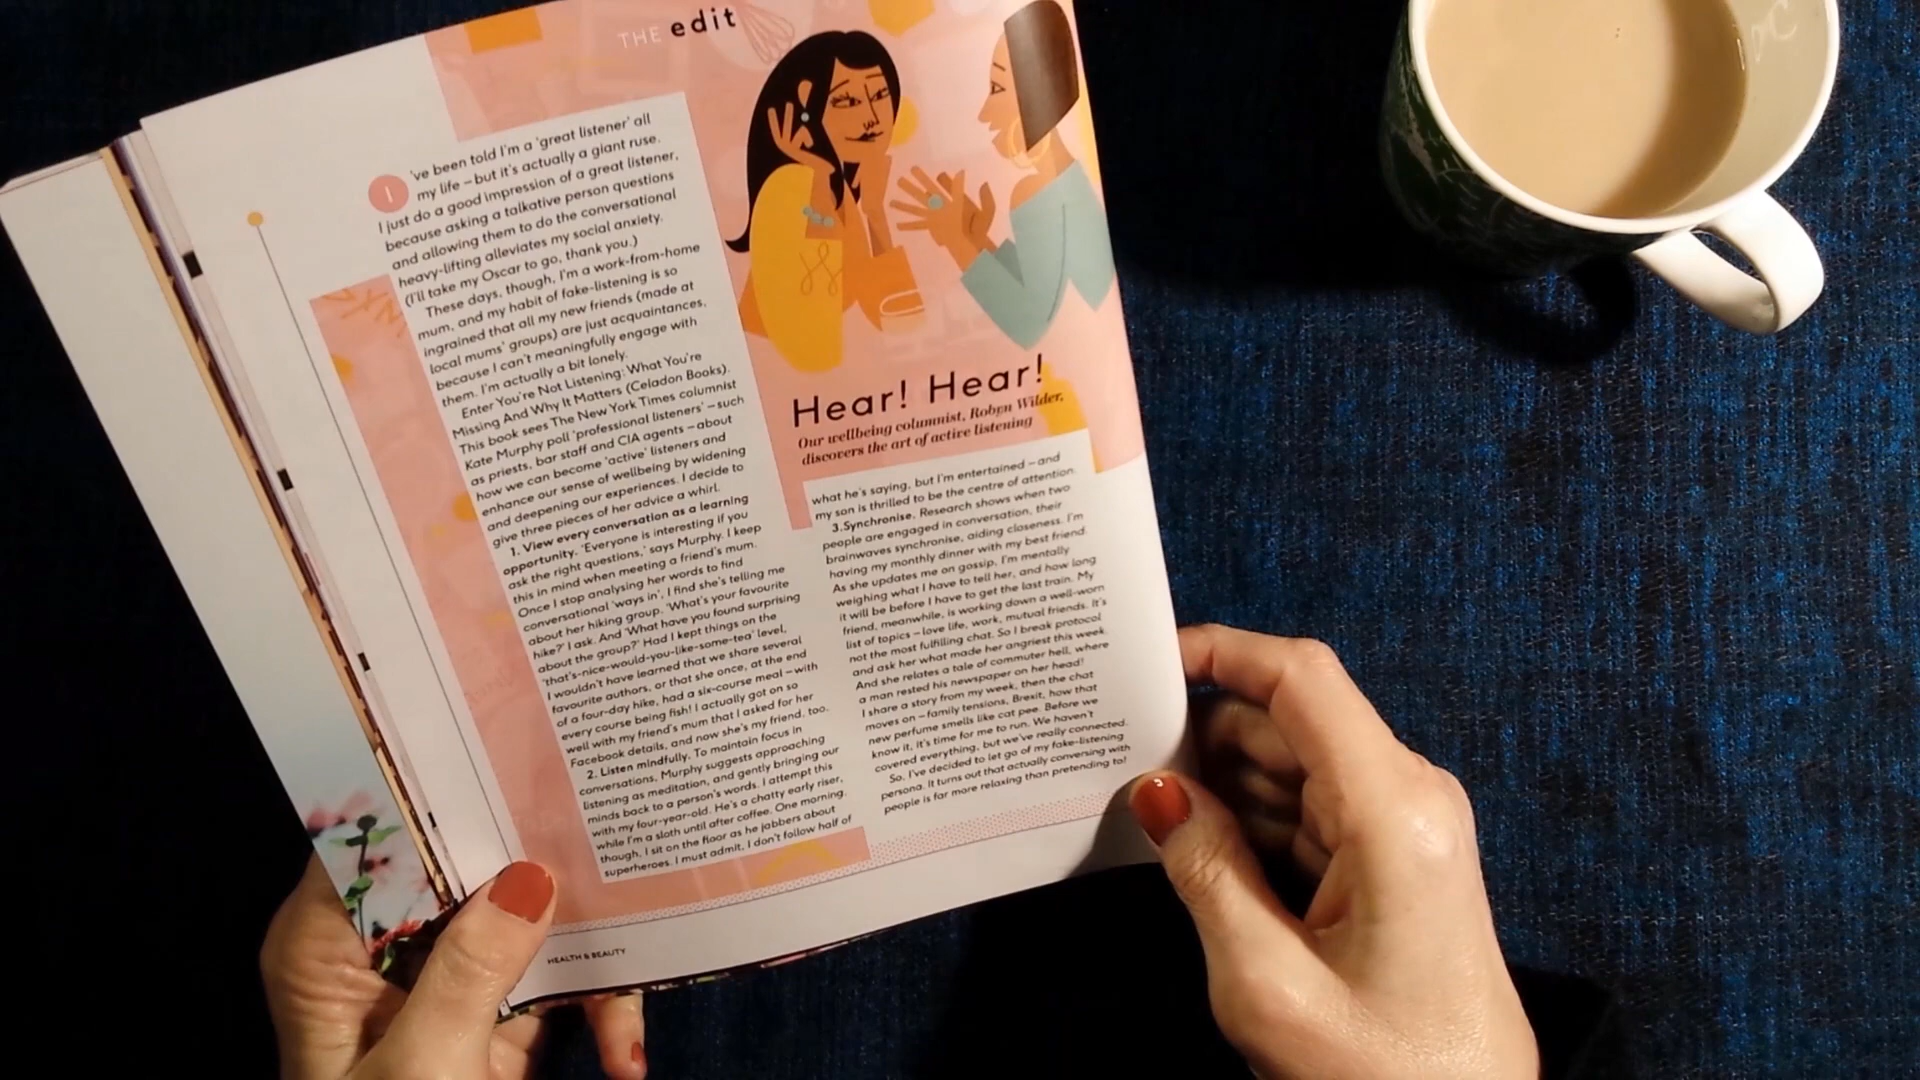 THE edit
I've been told I'm a 'great listener' all
my life – but it's actually a giant ruse.
I just do a good impression of a great listener,
because asking a talkative person questions
and allowing them to do the conversational
heavy-lifting alleviates my social anxiety.
(I'll take my Oscar to go, thank you.)
These days, though, I'm a work-from-home
mum, and my habit of fake-listening is so
ingrained that all my new friends (made at
local mums' groups) are just acquaintances,
because I can't meaningfully engage with
them. I'm actually a bit lonely.
Enter You're Not Listening: What You're
Missing And Why It Matters (Celadon Books).
This book sees The New York Times columnist
Kate Murphy poll 'professional listeners' – such
as priests, bar staff and CIA agents – about
how we can become 'active' listeners and
enhance our sense of wellbeing by widening
and deepening our experiences. I decide to
give three pieces of her advice a whirl.
1. View every conversation as a learning
opportunity. 'Everyone is interesting if you
ask the right questions,' says Murphy. I keep
this in mind when meeting a friend's mum.
Once I stop analysing her words to find
conversational 'ways in', I find she's telling me
about her hiking group. 'What's your favourite
hike?' I ask. And 'What have you found surprising
about the group?' Had I kept things on the
'that's-nice-would-you-like-some-tea' level,
I wouldn't have learned that we share several
favourite authors, or that she once, at the end
of a four-day hike, had a six-course meal – with
every course being fish! I actually got on so
well with my friend's mum that I asked for her
Facebook details, and now she's my friend, too.
2. Listen mindfully. To maintain focus in
conversations, Murphy suggests approaching
listening as meditation, and gently bringing our
minds back to a person's words. I attempt this
with my four-year-old. He's a chatty early riser,
while I'm a sloth until after coffee. One morning,
though, I sit on the floor as he jabbers about
superheroes. I must admit, I don't follow half of
Hear! Hear!
Our wellbeing columnist, Robyn Wilder,
discovers the art of active listening
what he's saying, but I'm entertained – and
my son is thrilled to be the centre of attention.
3. Synchronise. Research shows when two
people are engaged in conversation, their
brainwaves synchronise, aiding closeness. I'm
having my monthly dinner with my best friend.
As she updates me on gossip, I'm mentally
weighing what I have to tell her, and how long
it will be before I have to get the last train. My
friend, meanwhile, is working down a well-worn
list of topics – love life, work, mutual friends. It's
not the most fulfilling chat. So I break protocol
and ask her what made her angriest this week.
And she relates a tale of commuter hell, where
a man rested his newspaper on her head!
I share a story from my week, then the chat
moves on – family tensions, Brexit, how that
new perfume smells like cat pee. Before we
know it, it's time for me to run. We haven't
covered everything, but we've really connected.
So, I've decided to let go of my fake-listening
persona. It turns out that actually conversing with
people is far more relaxing than pretending to!
HEALTH & BEAUTY